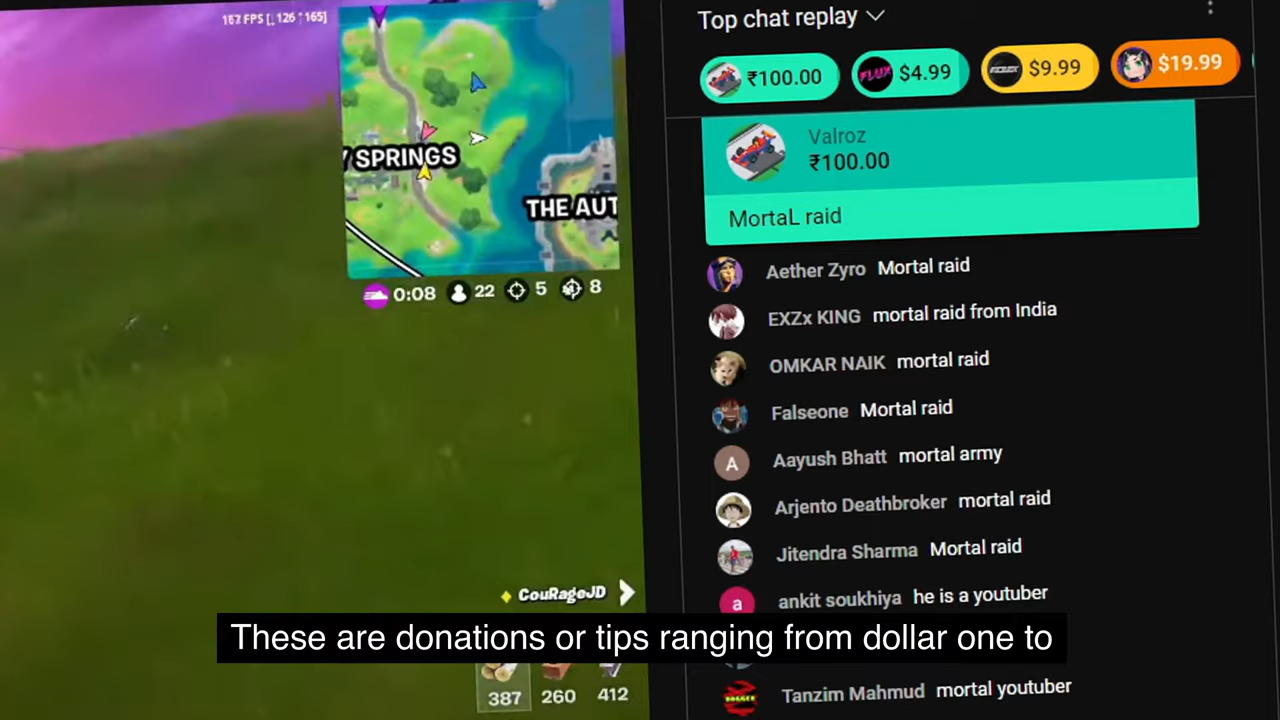 167 FPS [↓126 ↑165]
Y SPRINGS
THE AUT
0:08 22 5 8
CouRageJD
387 260 412
Top chat replay
₹100.00 $4.99 $9.99 $19.99
FLUX
Valroz
₹100.00
MortaL raid
Aether Zyro Mortal raid
EXZx KING mortal raid from India
OMKAR NAIK mortal raid
Falseone Mortal raid
A Aayush Bhatt mortal army
Arjento Deathbroker mortal raid
Jitendra Sharma Mortal raid
a ankit soukhiya he is a youtuber
Tanzim Mahmud mortal youtuber
These are donations or tips ranging from dollar one to